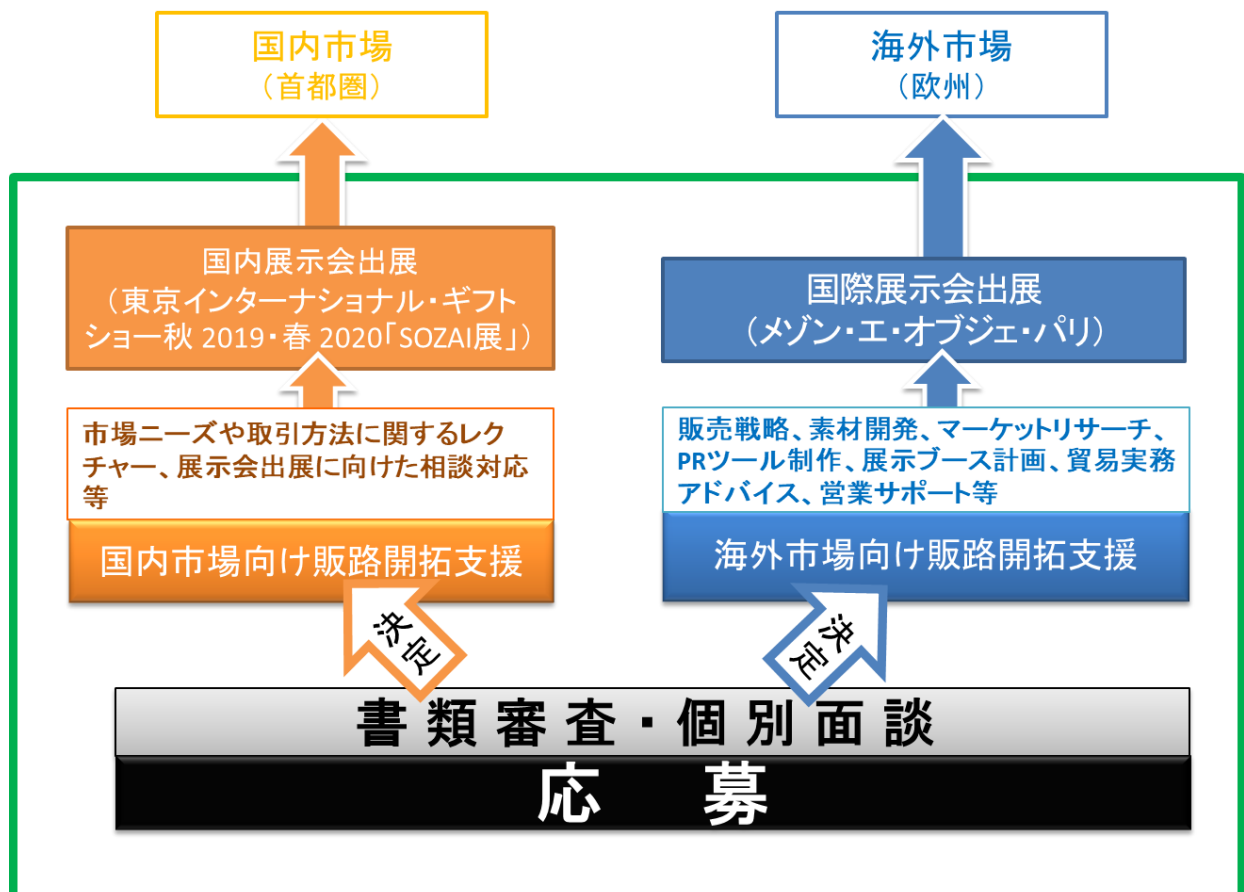 国内市場
（首都圏）
海外市場
（欧州）
国内展示会出展
（東京インターナショナル・ギフト
ショー秋 2019・春 2020「SOZAI展」）
国際展示会出展
（メゾン・エ・オブジェ・パリ）
市場ニーズや取引方法に関するレク
チャー、展示会出展に向けた相談対応
等
販売戦略、素材開発、マーケットリサーチ、
PRツール制作、展示ブース計画、貿易実務
アドバイス、営業サポート等
国内市場向け販路開拓支援
海外市場向け販路開拓支援
決定
決定
書類審査・個別面談
応募